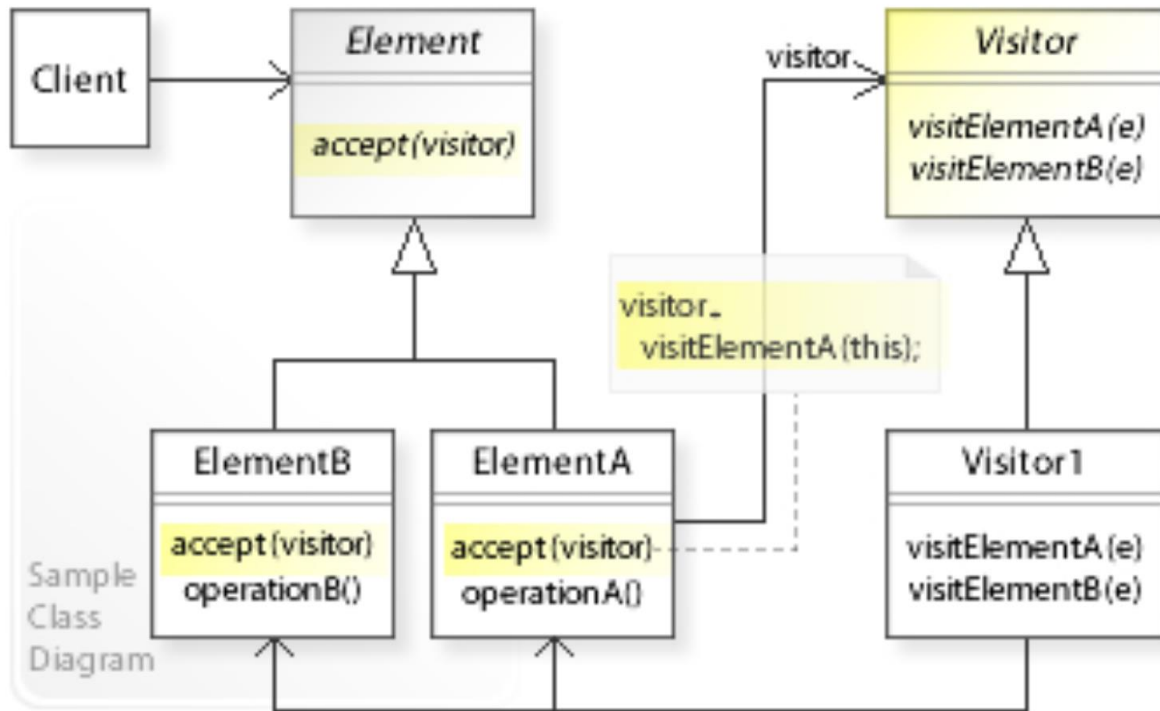 Client
Element
accept(visitor)
visitor
Visitor
visitElementA(e)
visitElementB(e)
visitor.
visitElementA(this);
ElementB
accept(visitor)
operationB()
ElementA
accept(visitor)
operationA()
Visitor1
visitElementA(e)
visitElementB(e)
Sample
Class
Diagram